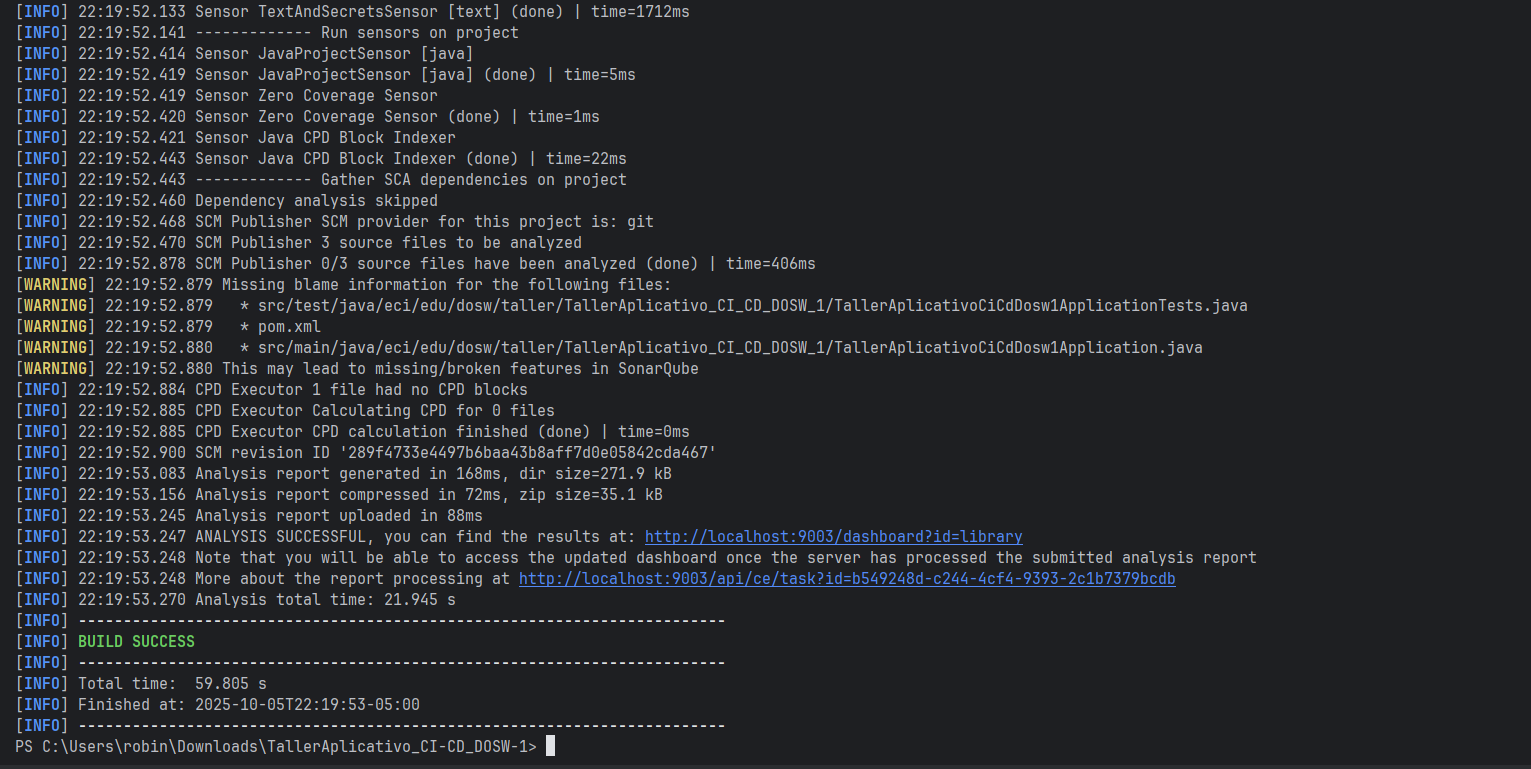 [INFO] 22:19:52.133 Sensor TextAndSecretsSensor [text] (done) | time=1712ms
[INFO] 22:19:52.141 ------------- Run sensors on project
[INFO] 22:19:52.414 Sensor JavaProjectSensor [java]
[INFO] 22:19:52.419 Sensor JavaProjectSensor [java] (done) | time=5ms
[INFO] 22:19:52.419 Sensor Zero Coverage Sensor
[INFO] 22:19:52.420 Sensor Zero Coverage Sensor (done) | time=1ms
[INFO] 22:19:52.421 Sensor Java CPD Block Indexer
[INFO] 22:19:52.443 Sensor Java CPD Block Indexer (done) | time=22ms
[INFO] 22:19:52.443 ------------- Gather SCA dependencies on project
[INFO] 22:19:52.460 Dependency analysis skipped
[INFO] 22:19:52.468 SCM Publisher SCM provider for this project is: git
[INFO] 22:19:52.470 SCM Publisher 3 source files to be analyzed
[INFO] 22:19:52.878 SCM Publisher 0/3 source files have been analyzed (done) | time=406ms
[WARNING] 22:19:52.879 Missing blame information for the following files:
[WARNING] 22:19:52.879   * src/test/java/eci/edu/dosw/taller/TallerAplicativo_CI_CD_DOSW_1/TallerAplicativoCiCdDosw1ApplicationTests.java
[WARNING] 22:19:52.879   * pom.xml
[WARNING] 22:19:52.880   * src/main/java/eci/edu/dosw/taller/TallerAplicativo_CI_CD_DOSW_1/TallerAplicativoCiCdDosw1Application.java
[WARNING] 22:19:52.880 This may lead to missing/broken features in SonarQube
[INFO] 22:19:52.884 CPD Executor 1 file had no CPD blocks
[INFO] 22:19:52.885 CPD Executor Calculating CPD for 0 files
[INFO] 22:19:52.885 CPD Executor CPD calculation finished (done) | time=0ms
[INFO] 22:19:52.900 SCM revision ID '289f4733e4497b6baa43b8aff7d0e05842cda467'
[INFO] 22:19:53.083 Analysis report generated in 168ms, dir size=271.9 kB
[INFO] 22:19:53.156 Analysis report compressed in 72ms, zip size=35.1 kB
[INFO] 22:19:53.245 Analysis report uploaded in 88ms
[INFO] 22:19:53.247 ANALYSIS SUCCESSFUL, you can find the results at: http://localhost:9003/dashboard?id=library
[INFO] 22:19:53.248 Note that you will be able to access the updated dashboard once the server has processed the submitted analysis report
[INFO] 22:19:53.248 More about the report processing at http://localhost:9003/api/ce/task?id=b549248d-c244-4cf4-9393-2c1b7379bcdb
[INFO] 22:19:53.270 Analysis total time: 21.945 s
[INFO] ------------------------------------------------------------------------
[INFO] BUILD SUCCESS
[INFO] ------------------------------------------------------------------------
[INFO] Total time:  59.805 s
[INFO] Finished at: 2025-10-05T22:19:53-05:00
[INFO] ------------------------------------------------------------------------
PS C:\Users\robin\Downloads\TallerAplicativo_CI-CD_DOSW-1>